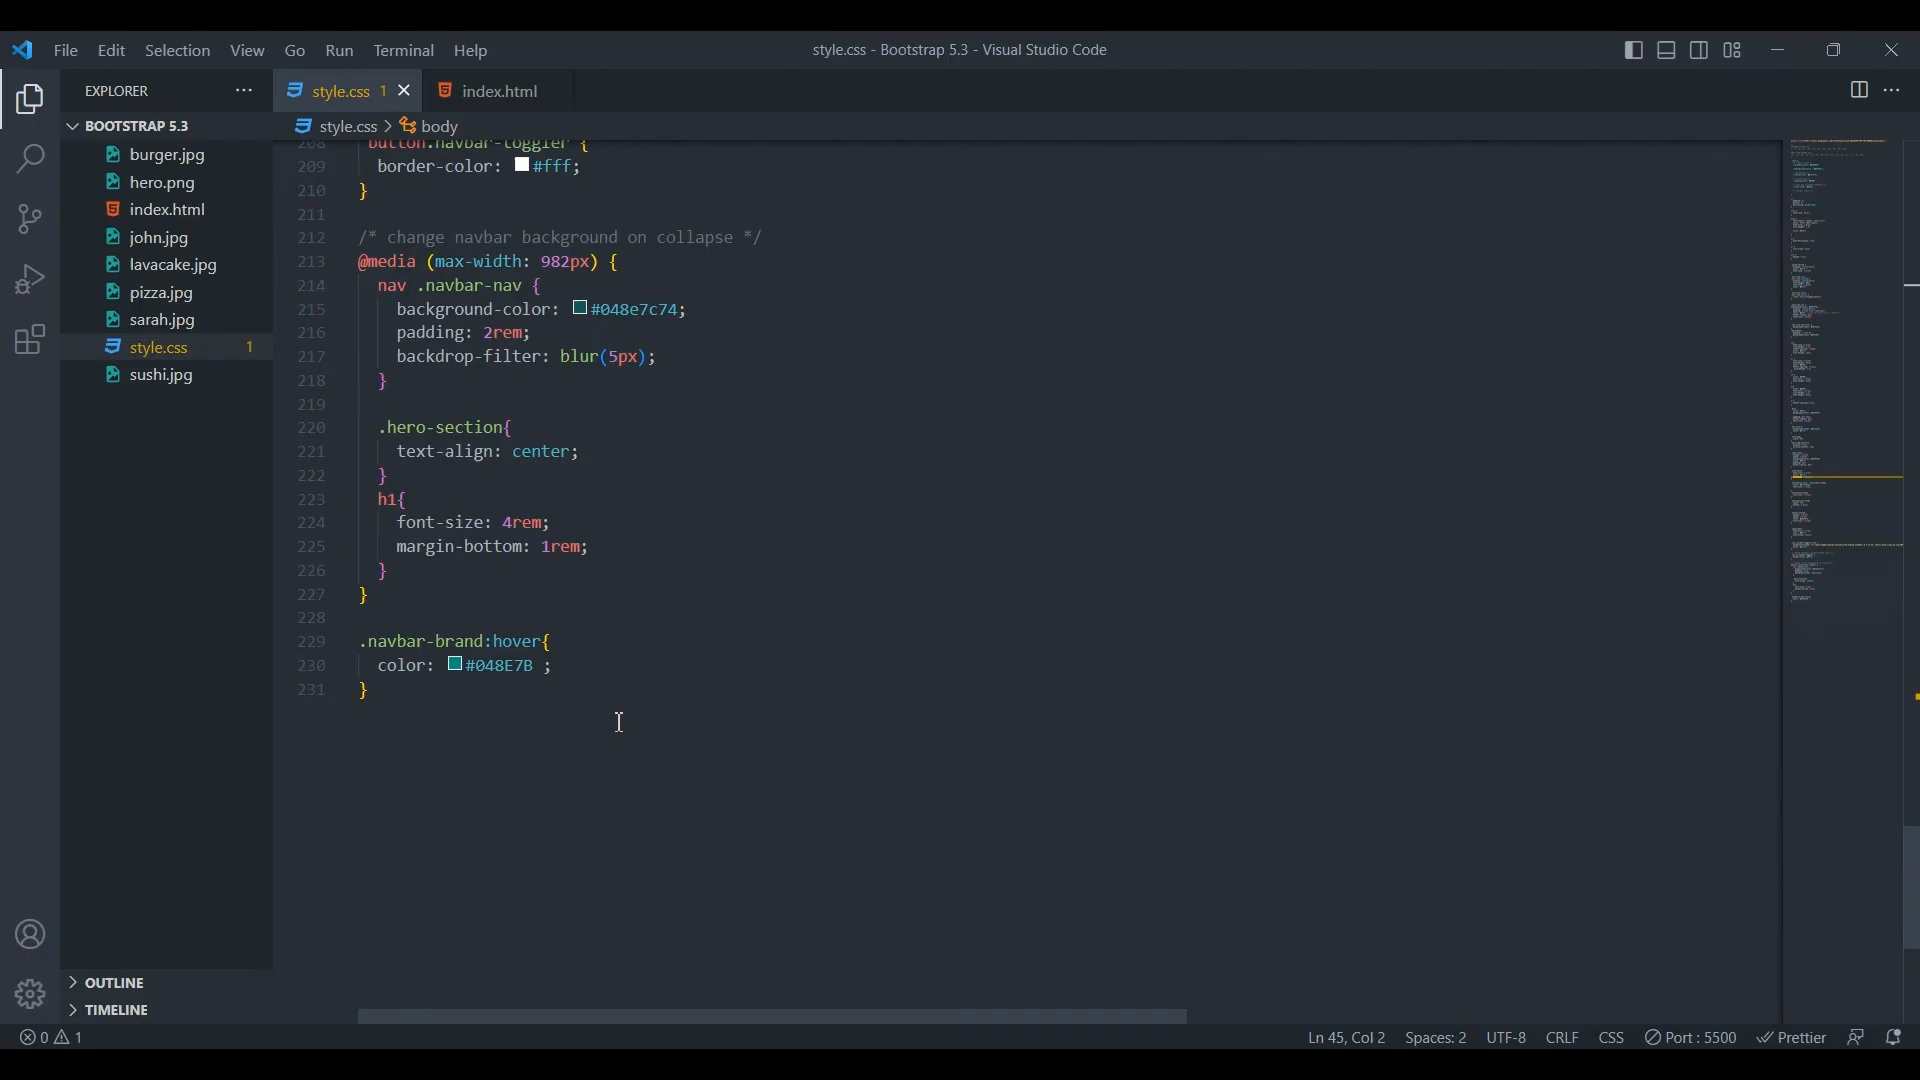 File Edit Selection View Go Run Terminal Help
style.css - Bootstrap 5.3 - Visual Studio Code
EXPLORER
BOOTSTRAP 5.3
burger.jpg
hero.png
index.html
john.jpg
lavacake.jpg
pizza.jpg
sarah.jpg
style.css 1
sushi.jpg
OUTLINE
TIMELINE
style.css 1
index.html
style.css > body
208 button.navbar-toggler {
209 border-color: #fff;
210 }
211
212 /* change navbar background on collapse */
213 @media (max-width: 982px) {
214 nav .navbar-nav {
215 background-color: #048e7c74;
216 padding: 2rem;
217 backdrop-filter: blur(5px);
218 }
219
220 .hero-section{
221 text-align: center;
222 }
223 h1{
224 font-size: 4rem;
225 margin-bottom: 1rem;
226 }
227 }
228
229 .navbar-brand:hover{
230 color: #048E7B ;
231 }
0 1
Ln 45, Col 2 Spaces: 2 UTF-8 CRLF CSS Port : 5500 Prettier